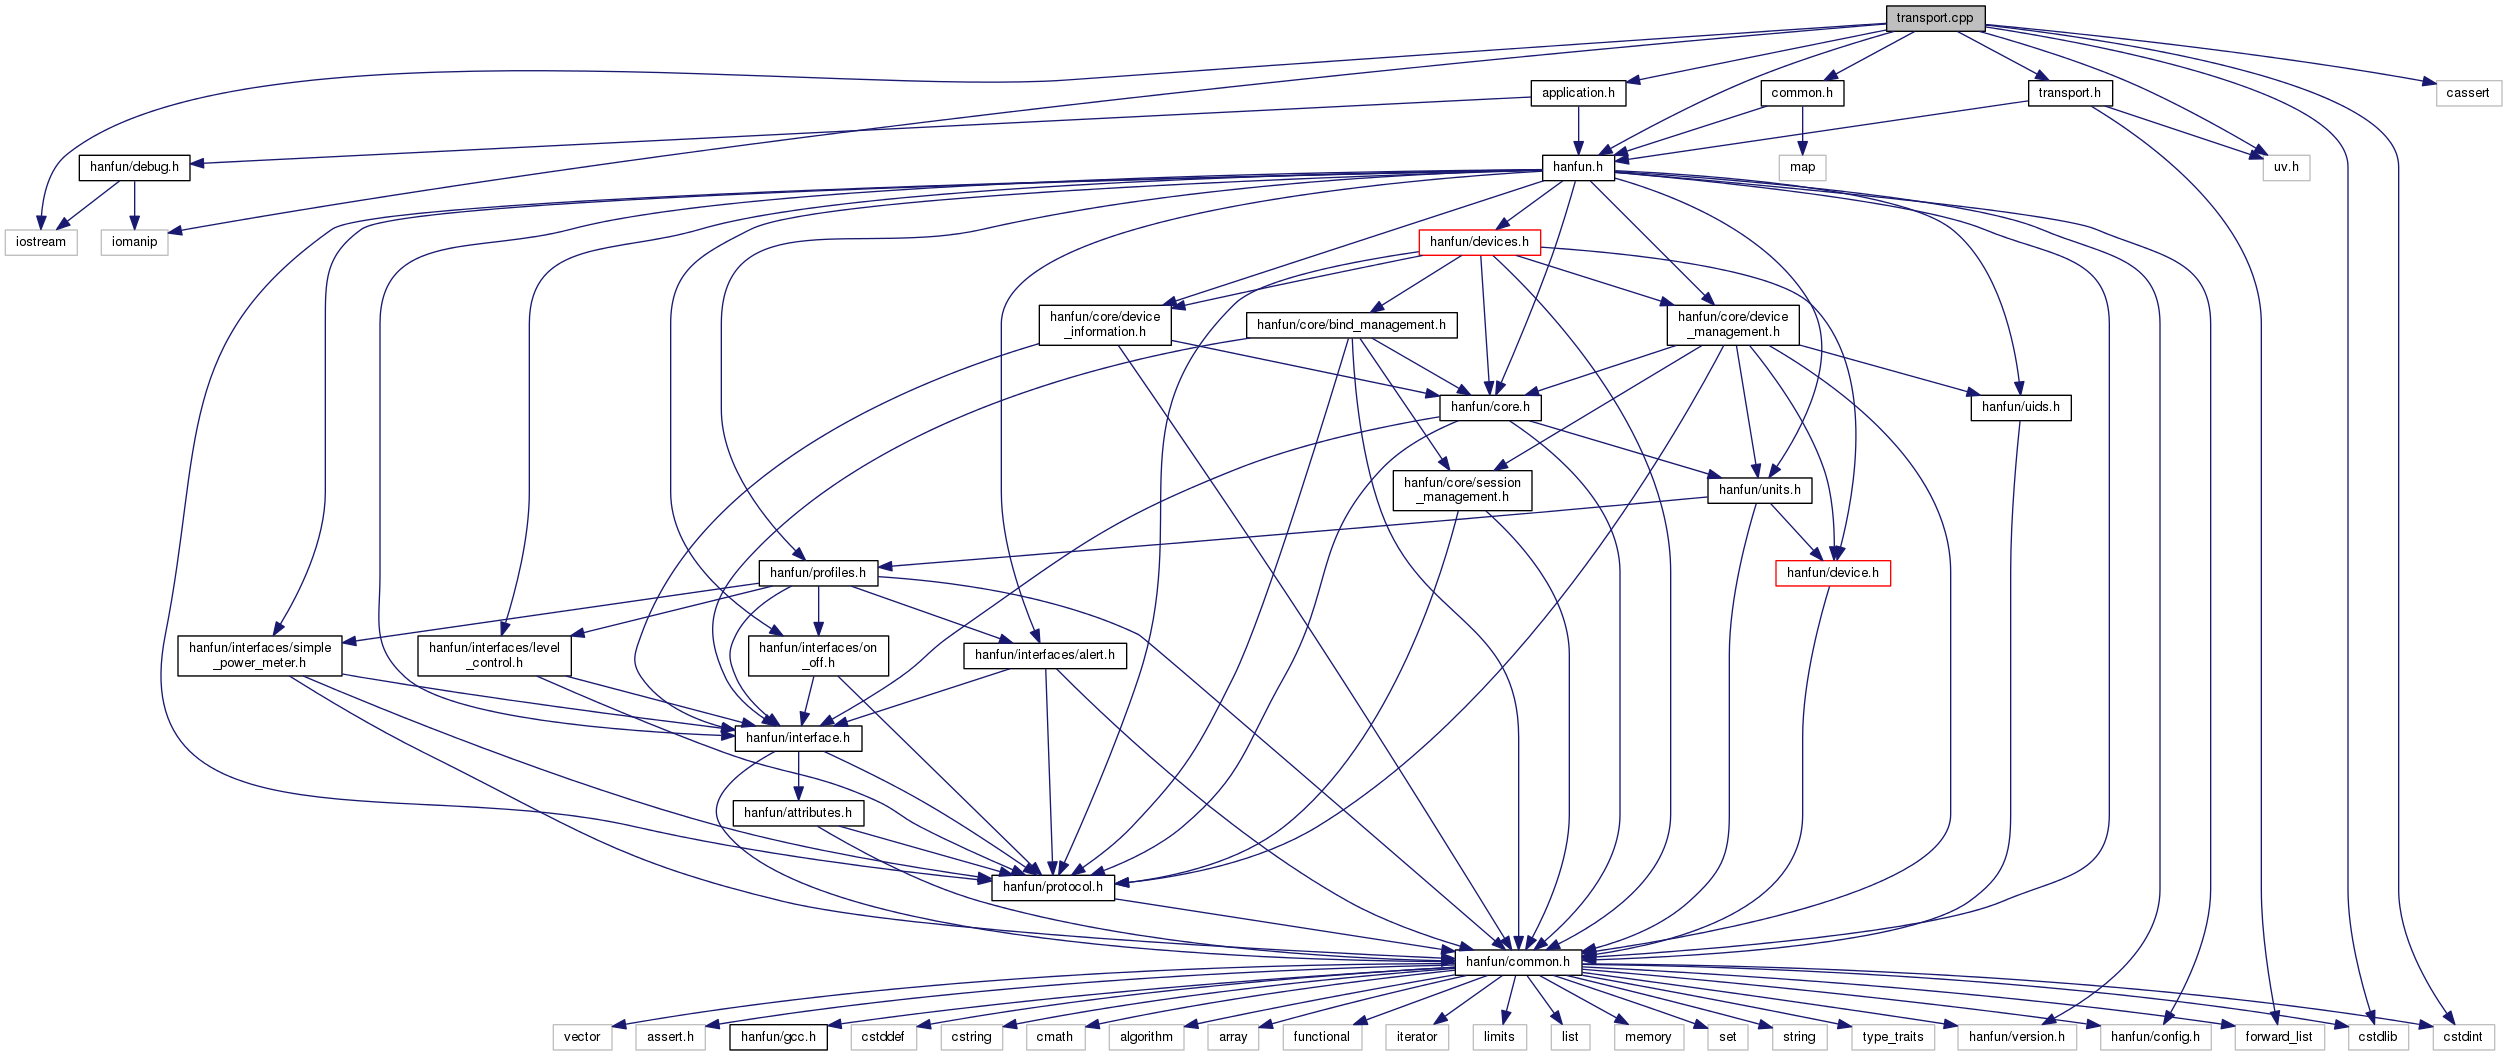 transport.cpp
application.h
common.h
transport.h
cassert
hanfun/debug.h
hanfun.h
map
uv.h
iostream
iomanip
hanfun/devices.h
hanfun/core/device
_information.h
hanfun/core/bind_management.h
hanfun/core/device
_management.h
hanfun/core.h
hanfun/uids.h
hanfun/core/session
_management.h
hanfun/units.h
hanfun/profiles.h
hanfun/device.h
hanfun/interfaces/simple
_power_meter.h
hanfun/interfaces/level
_control.h
hanfun/interfaces/on
_off.h
hanfun/interfaces/alert.h
hanfun/interface.h
hanfun/attributes.h
hanfun/protocol.h
hanfun/common.h
vector
assert.h
hanfun/gcc.h
cstddef
cstring
cmath
algorithm
array
functional
iterator
limits
list
memory
set
string
type_traits
hanfun/version.h
hanfun/config.h
forward_list
cstdlib
cstdint